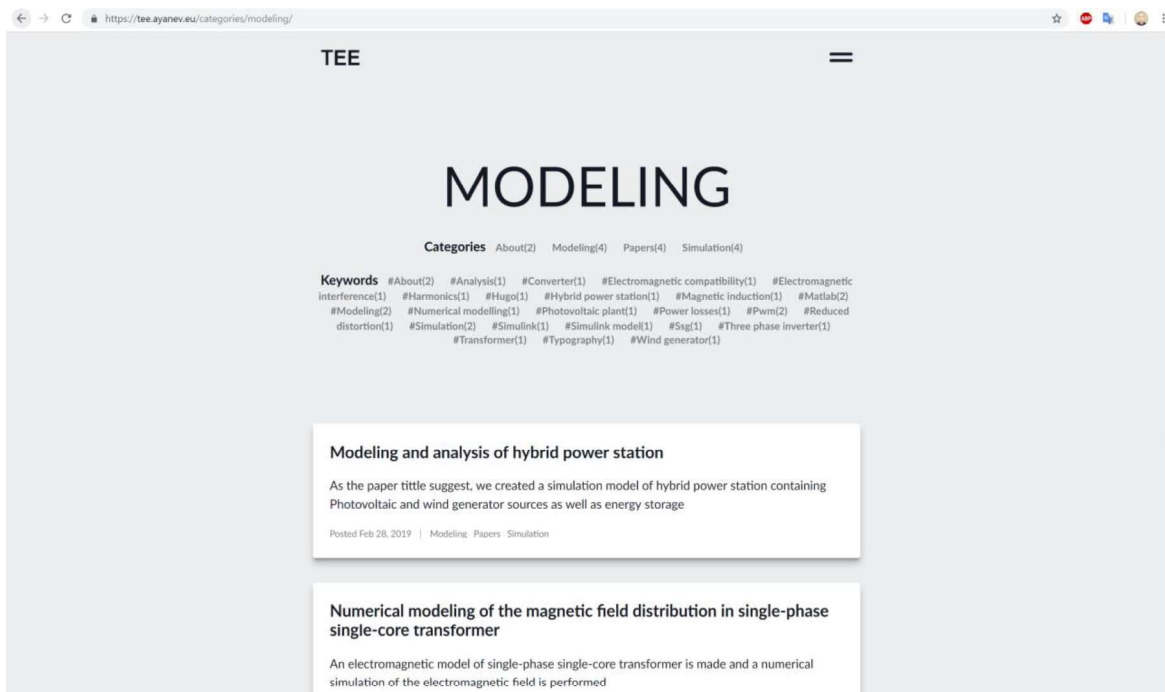 https://tee.ayanev.eu/categories/modeling/
ABP
TEE
MODELING
Categories About(2) Modeling(4) Papers(4) Simulation(4)
Keywords #About(2) #Analysis(1) #Converter(1) #Electromagnetic compatibility(1) #Electromagnetic
interference(1) #Harmonics(1) #Hugo(1) #Hybrid power station(1) #Magnetic induction(1) #Matlab(2)
#Modeling(2) #Numerical modelling(1) #Photovoltaic plant(1) #Power losses(1) #Pwm(2) #Reduced
distortion(1) #Simulation(2) #Simulink(1) #Simulink model(1) #Ssg(1) #Three phase inverter(1)
#Transformer(1) #Typography(1) #Wind generator(1)
Modeling and analysis of hybrid power station
As the paper tittle suggest, we created a simulation model of hybrid power station containing
Photovoltaic and wind generator sources as well as energy storage
Posted Feb 28, 2019 | Modeling Papers Simulation
Numerical modeling of the magnetic field distribution in single-phase
single-core transformer
An electromagnetic model of single-phase single-core transformer is made and a numerical
simulation of the electromagnetic field is performed